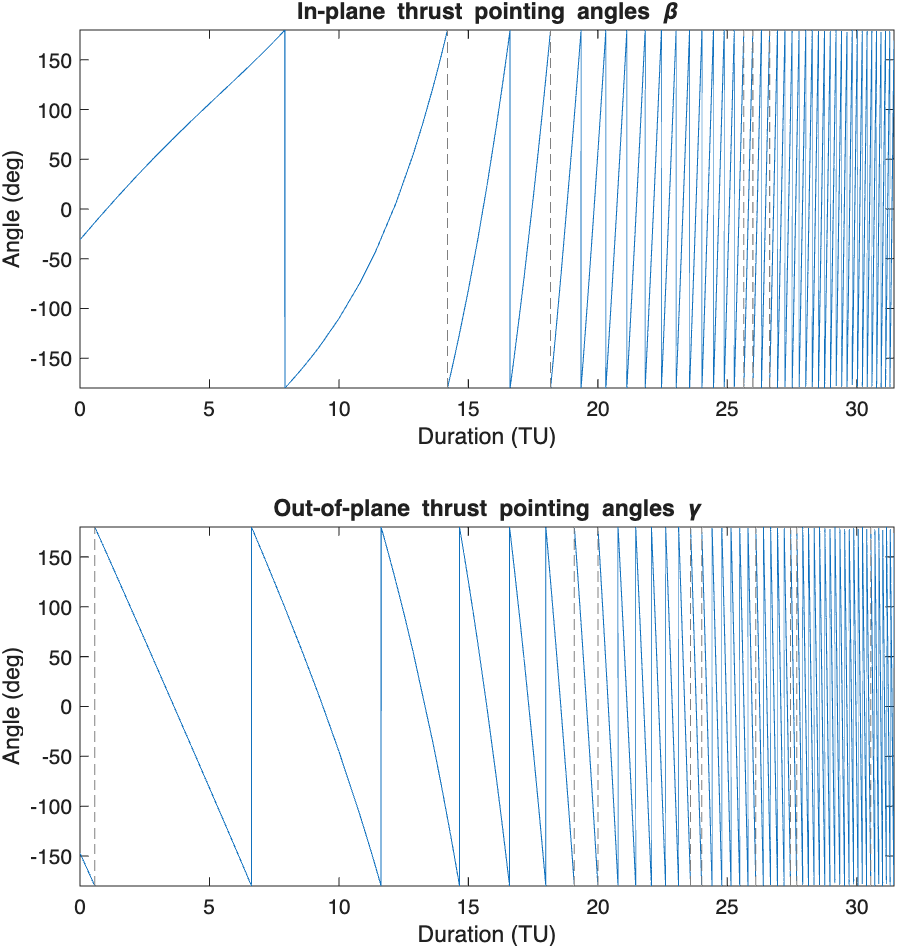 In-plane thrust pointing angles β
150
100
50
0
-50
-100
-150
Angle (deg)
0 5 10 15 20 25 30
Duration (TU)
Out-of-plane thrust pointing angles γ
150
100
50
0
-50
-100
-150
Angle (deg)
0 5 10 15 20 25 30
Duration (TU)